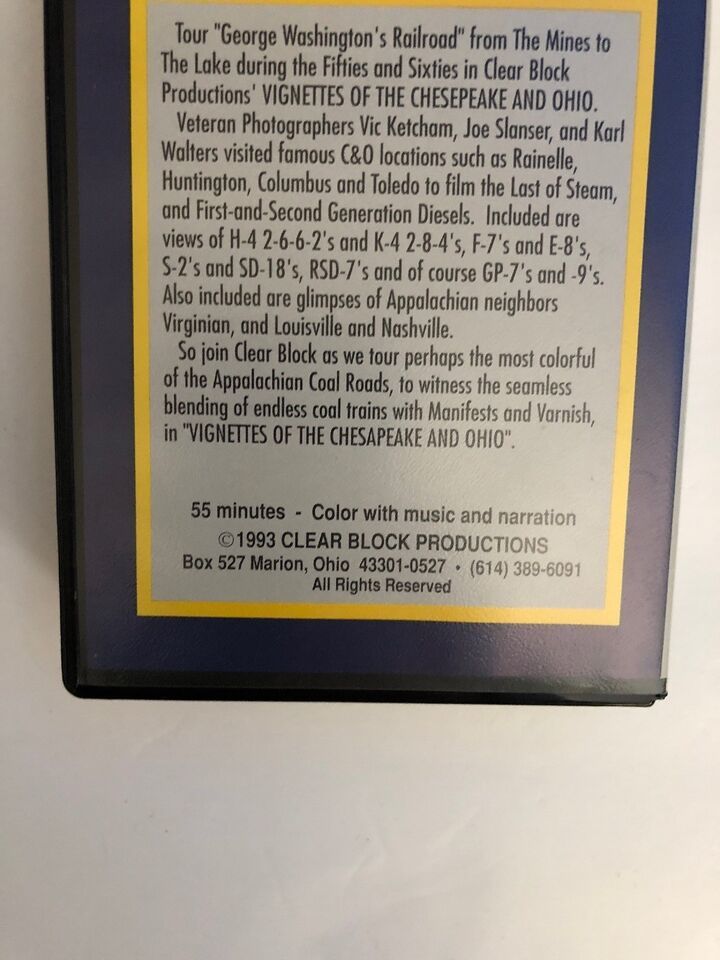 Tour "George Washington's Railroad" from The Mines to
The Lake during the Fifties and Sixties in Clear Block
Productions' VIGNETTES OF THE CHESEPEAKE AND OHIO.
Veteran Photographers Vic Ketcham, Joe Slanser, and Karl
Walters visited famous C&O locations such as Rainelle,
Huntington, Columbus and Toledo to film the Last of Steam,
and First-and-Second Generation Diesels. Included are
views of H-4 2-6-6-2's and K-4 2-8-4's, F-7's and E-8's,
S-2's and SD-18's, RSD-7's and of course GP-7's and -9's.
Also included are glimpses of Appalachian neighbors
Virginian, and Louisville and Nashville.
So join Clear Block as we tour perhaps the most colorful
of the Appalachian Coal Roads, to witness the seamless
blending of endless coal trains with Manifests and Varnish,
in "VIGNETTES OF THE CHESAPEAKE AND OHIO".
55 minutes - Color with music and narration
©1993 CLEAR BLOCK PRODUCTIONS
Box 527 Marion, Ohio 43301-0527 • (614) 389-6091
All Rights Reserved